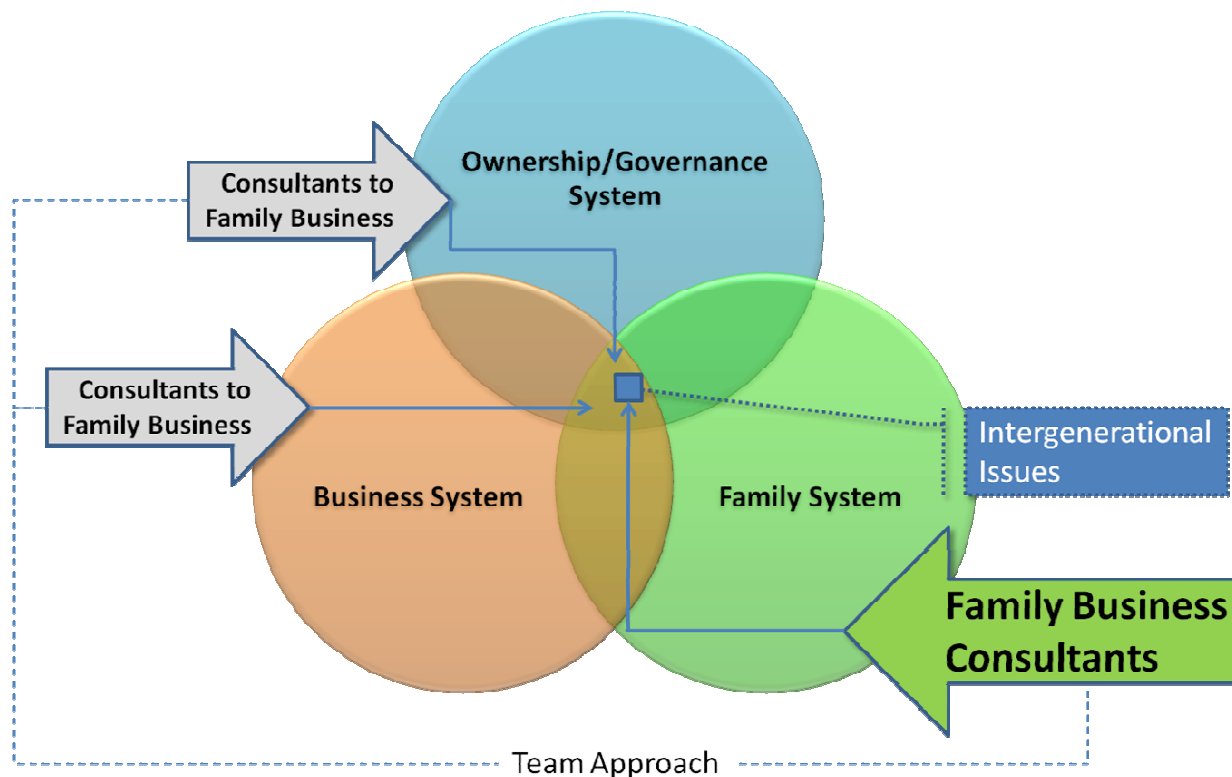 Ownership/Governance
System
Consultants to
Family Business
Consultants to
Family Business
Business System
Family System
Intergenerational
Issues
Family Business
Consultants
Team Approach